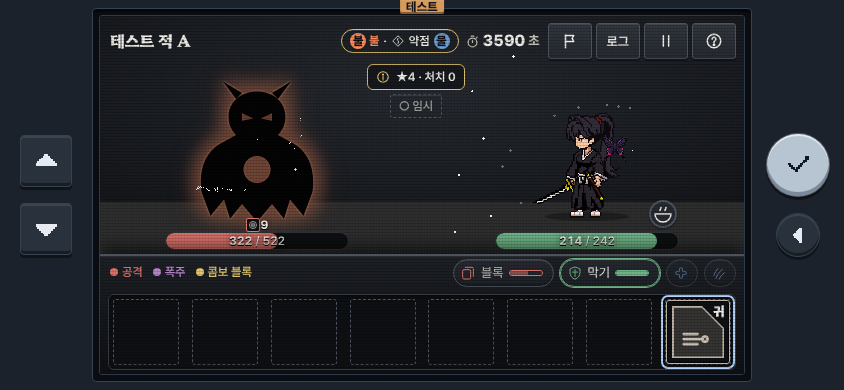 테스트
테스트 적 A
불 불 · 약점 물
3590 초
로그
★4 · 처치 0
임시
9
322 / 522
214 / 242
공격 폭주 콤보 블록
블록
막기
귀